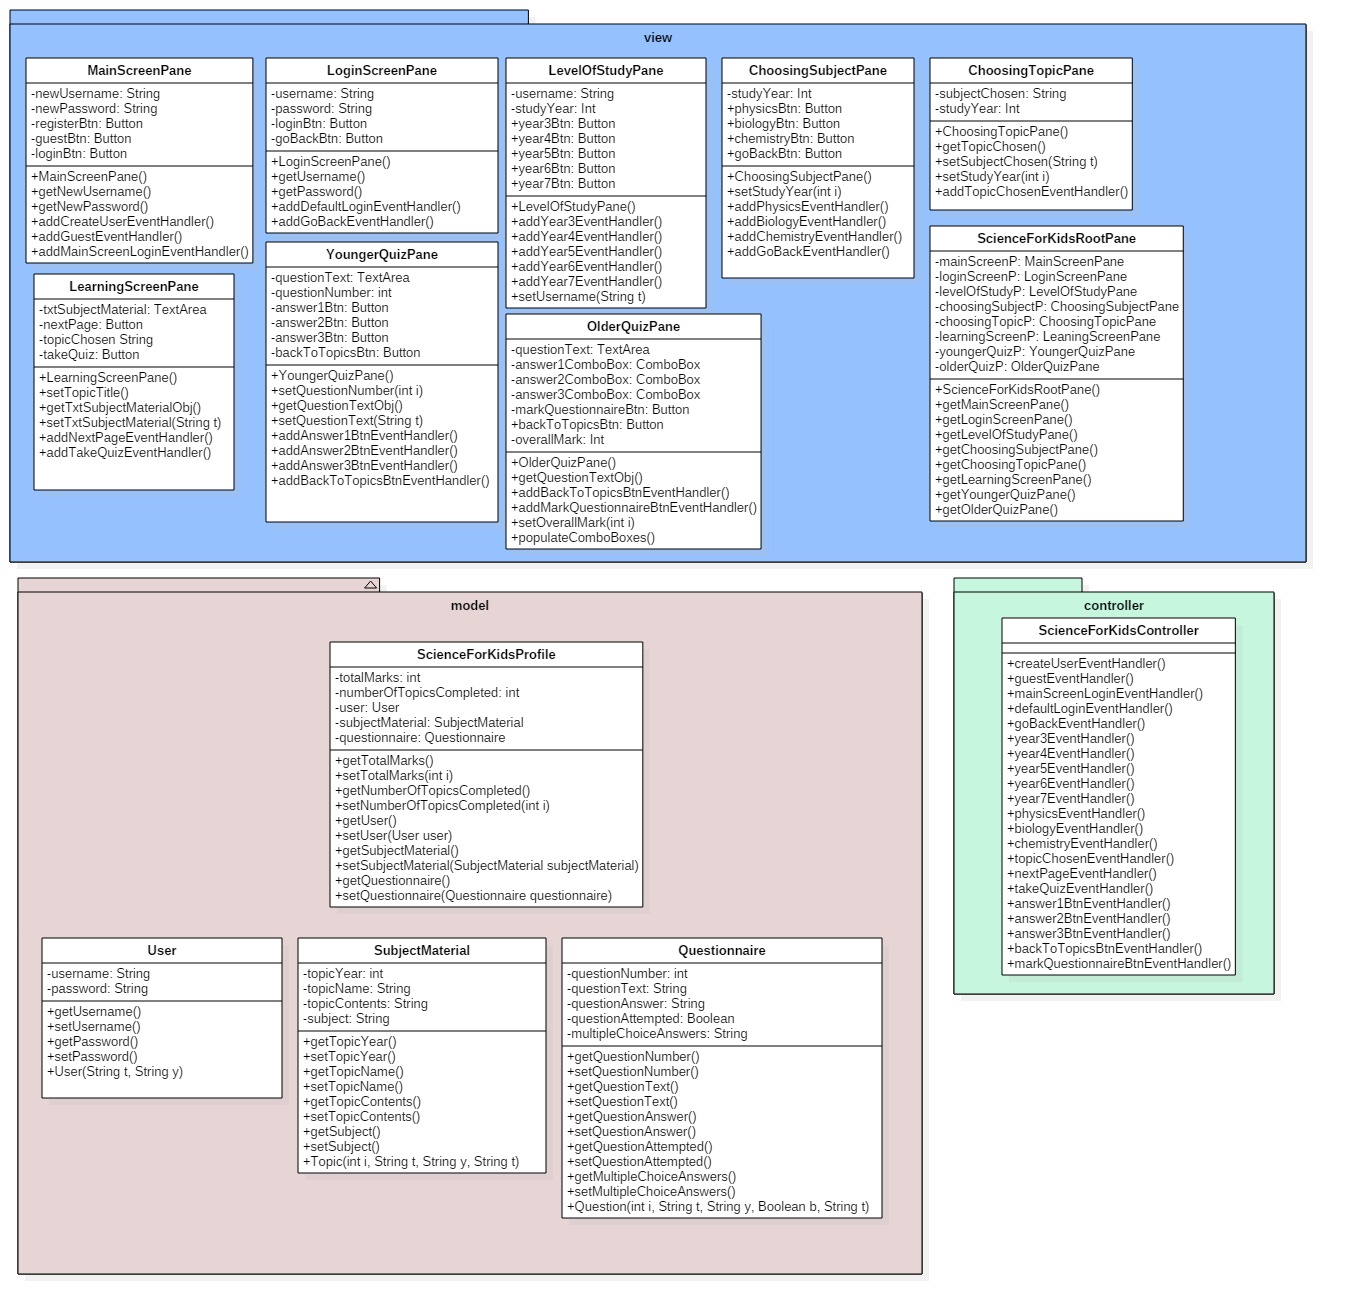 view
MainScreenPane
-newUsername: String
-newPassword: String
-registerBtn: Button
-guestBtn: Button
-loginBtn: Button
+MainScreenPane()
+getNewUsername()
+getNewPassword()
+addCreateUserEventHandler()
+addGuestEventHandler()
+addMainScreenLoginEventHandler()
LoginScreenPane
-username: String
-password: String
-loginBtn: Button
-goBackBtn: Button
+LoginScreenPane()
+getUsername()
+getPassword()
+addDefaultLoginEventHandler()
+addGoBackEventHandler()
LevelOfStudyPane
-username: String
-studyYear: Int
+year3Btn: Button
+year4Btn: Button
+year5Btn: Button
+year6Btn: Button
+year7Btn: Button
+LevelOfStudyPane()
+addYear3EventHandler()
+addYear4EventHandler()
+addYear5EventHandler()
+addYear6EventHandler()
+addYear7EventHandler()
+setUsername(String t)
ChoosingSubjectPane
-studyYear: Int
+physicsBtn: Button
+biologyBtn: Button
+chemistryBtn: Button
+goBackBtn: Button
+ChoosingSubjectPane()
+setStudyYear(int i)
+addPhysicsEventHandler()
+addBiologyEventHandler()
+addChemistryEventHandler()
+addGoBackEventHandler()
ChoosingTopicPane
-subjectChosen: String
-studyYear: Int
+ChoosingTopicPane()
+getTopicChosen()
+setSubjectChosen(String t)
+setStudyYear(int i)
+addTopicChosenEventHandler()
LearningScreenPane
-txtSubjectMaterial: TextArea
-nextPage: Button
-topicChosen String
-takeQuiz: Button
+LearningScreenPane()
+setTopicTitle()
+getTxtSubjectMaterialObj()
+setTxtSubjectMaterial(String t)
+addNextPageEventHandler()
+addTakeQuizEventHandler()
YoungerQuizPane
-questionText: TextArea
-questionNumber: int
-answer1Btn: Button
-answer2Btn: Button
-answer3Btn: Button
-backToTopicsBtn: Button
+YoungerQuizPane()
+setQuestionNumber(int i)
+getQuestionTextObj()
+setQuestionText(String t)
+addAnswer1BtnEventHandler()
+addAnswer2BtnEventHandler()
+addAnswer3BtnEventHandler()
+addBackToTopicsBtnEventHandler()
OlderQuizPane
-questionText: TextArea
-answer1ComboBox: ComboBox
-answer2ComboBox: ComboBox
-answer3ComboBox: ComboBox
-markQuestionnaireBtn: Button
+backToTopicsBtn: Button
-overallMark: Int
+OlderQuizPane()
+getQuestionTextObj()
+addBackToTopicsBtnEventHandler()
+addMarkQuestionnaireBtnEventHandler()
+setOverallMark(int i)
+populateComboBoxes()
ScienceForKidsRootPane
-mainScreenP: MainScreenPane
-loginScreenP: LoginScreenPane
-levelOfStudyP: LevelOfStudyPane
-choosingSubjectP: ChoosingSubjectPane
-choosingTopicP: ChoosingTopicPane
-learningScreenP: LeaningScreenPane
-youngerQuizP: YoungerQuizPane
-olderQuizP: OlderQuizPane
+ScienceForKidsRootPane()
+getMainScreenPane()
+getLoginScreenPane()
+getLevelOfStudyPane()
+getChoosingSubjectPane()
+getChoosingTopicPane()
+getLearningScreenPane()
+getYoungerQuizPane()
+getOlderQuizPane()
model
ScienceForKidsProfile
-totalMarks: int
-numberOfTopicsCompleted: int
-user: User
-subjectMaterial: SubjectMaterial
-questionnaire: Questionnaire
+getTotalMarks()
+setTotalMarks(int i)
+getNumberOfTopicsCompleted()
+setNumberOfTopicsCompleted(int i)
+getUser()
+setUser(User user)
+getSubjectMaterial()
+setSubjectMaterial(SubjectMaterial subjectMaterial)
+getQuestionnaire()
+setQuestionnaire(Questionnaire questionnaire)
User
-username: String
-password: String
+getUsername()
+setUsername()
+getPassword()
+setPassword()
+User(String t, String y)
SubjectMaterial
-topicYear: int
-topicName: String
-topicContents: String
-subject: String
+getTopicYear()
+setTopicYear()
+getTopicName()
+setTopicName()
+getTopicContents()
+setTopicContents()
+getSubject()
+setSubject()
+Topic(int i, String t, String y, String t)
Questionnaire
-questionNumber: int
-questionText: String
-questionAnswer: String
-questionAttempted: Boolean
-multipleChoiceAnswers: String
+getQuestionNumber()
+setQuestionNumber()
+getQuestionText()
+setQuestionText()
+getQuestionAnswer()
+setQuestionAnswer()
+getQuestionAttempted()
+setQuestionAttempted()
+getMultipleChoiceAnswers()
+setMultipleChoiceAnswers()
+Question(int i, String t, String y, Boolean b, String t)
controller
ScienceForKidsController
+createUserEventHandler()
+guestEventHandler()
+mainScreenLoginEventHandler()
+defaultLoginEventHandler()
+goBackEventHandler()
+year3EventHandler()
+year4EventHandler()
+year5EventHandler()
+year6EventHandler()
+year7EventHandler()
+physicsEventHandler()
+biologyEventHandler()
+chemistryEventHandler()
+topicChosenEventHandler()
+nextPageEventHandler()
+takeQuizEventHandler()
+answer1BtnEventHandler()
+answer2BtnEventHandler()
+answer3BtnEventHandler()
+backToTopicsBtnEventHandler()
+markQuestionnaireBtnEventHandler()